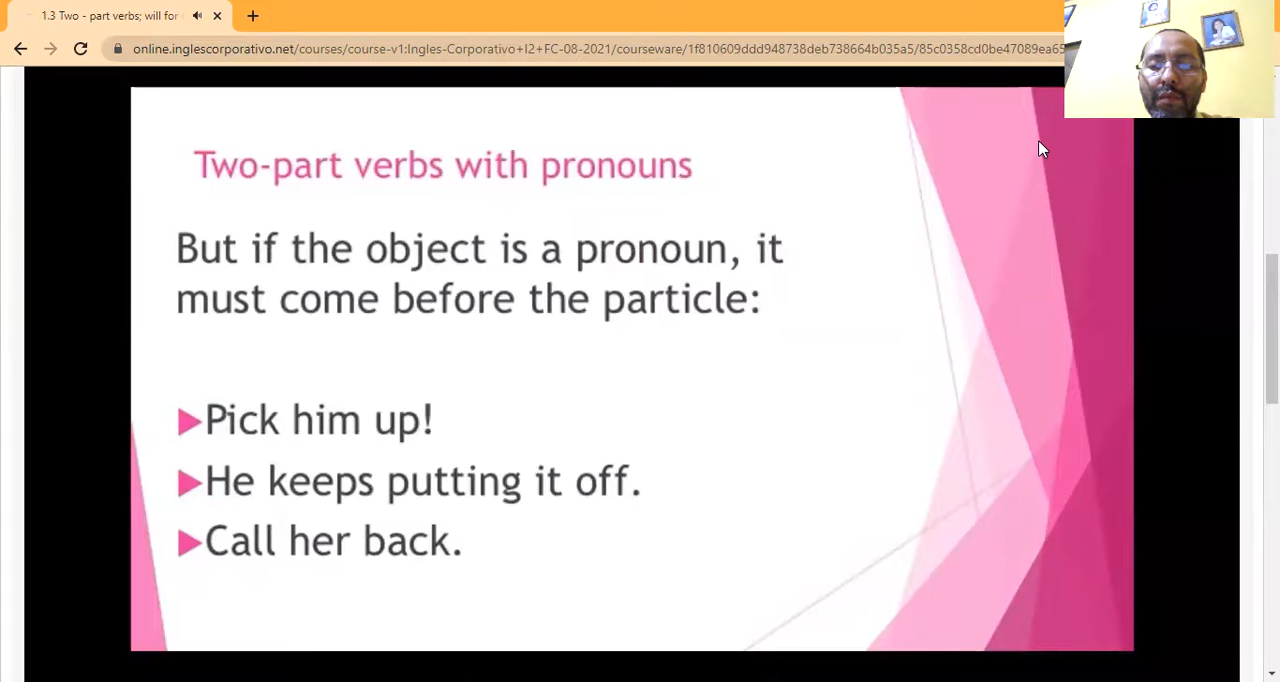 1.3 Two - part verbs; will for
online.inglescorporativo.net/courses/course-v1:Ingles-Corporativo+I2+FC-08-2021/courseware/1f810609ddd948738deb738664b035a5/85c0358cd0be47089ea65
Two-part verbs with pronouns
But if the object is a pronoun, it
must come before the particle:
Pick him up!
He keeps putting it off.
Call her back.